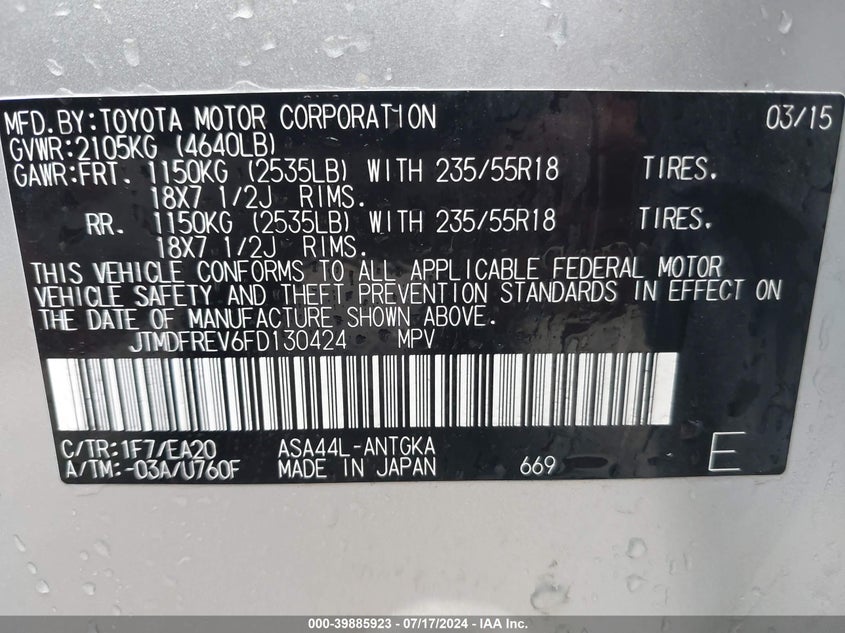 MFD.BY:TOYOTA MOTOR CORPORATION 03/15
GVWR:2105KG (4640LB)
GAWR:FRT. 1150KG (2535LB) WITH 235/55R18 TIRES.
18X7 1/2J RIMS.
RR. 1150KG (2535LB) WITH 235/55R18 TIRES.
18X7 1/2J RIMS.
THIS VEHICLE CONFORMS TO ALL APPLICABLE FEDERAL MOTOR
VEHICLE SAFETY AND THEFT PREVENTION STANDARDS IN EFFECT ON
THE DATE OF MANUFACTURE SHOWN ABOVE.
JTMDFREV6FD130424 MPV
C/TR:1F7/EA20 ASA44L-ANTGKA
A/TM:-03A/U760F MADE IN JAPAN 669 E
000-39885923 / 07/17/2024 - IAA Inc.